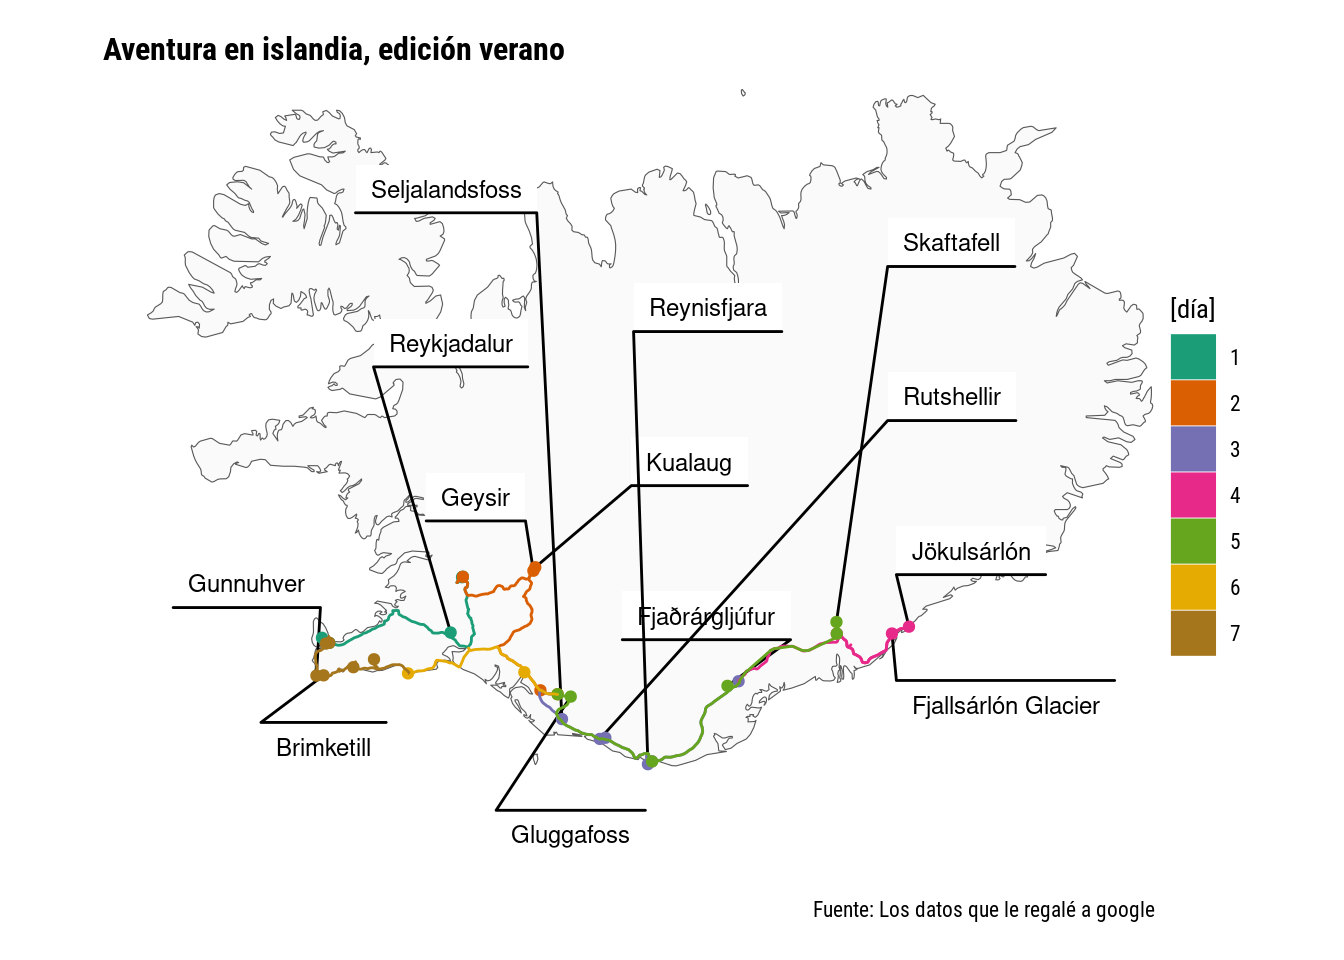 Aventura en islandia, edición verano
Seljalandsfoss
Skaftafell
Reynisfjara
Reykjadalur
Rutshellir
Kualaug
Geysir
Jökulsárlón
Gunnuhver
Fjaðrárgljúfur
Fjallsárlón Glacier
Brimketill
Gluggafoss
[día]
1
2
3
4
5
6
7
Fuente: Los datos que le regalé a google